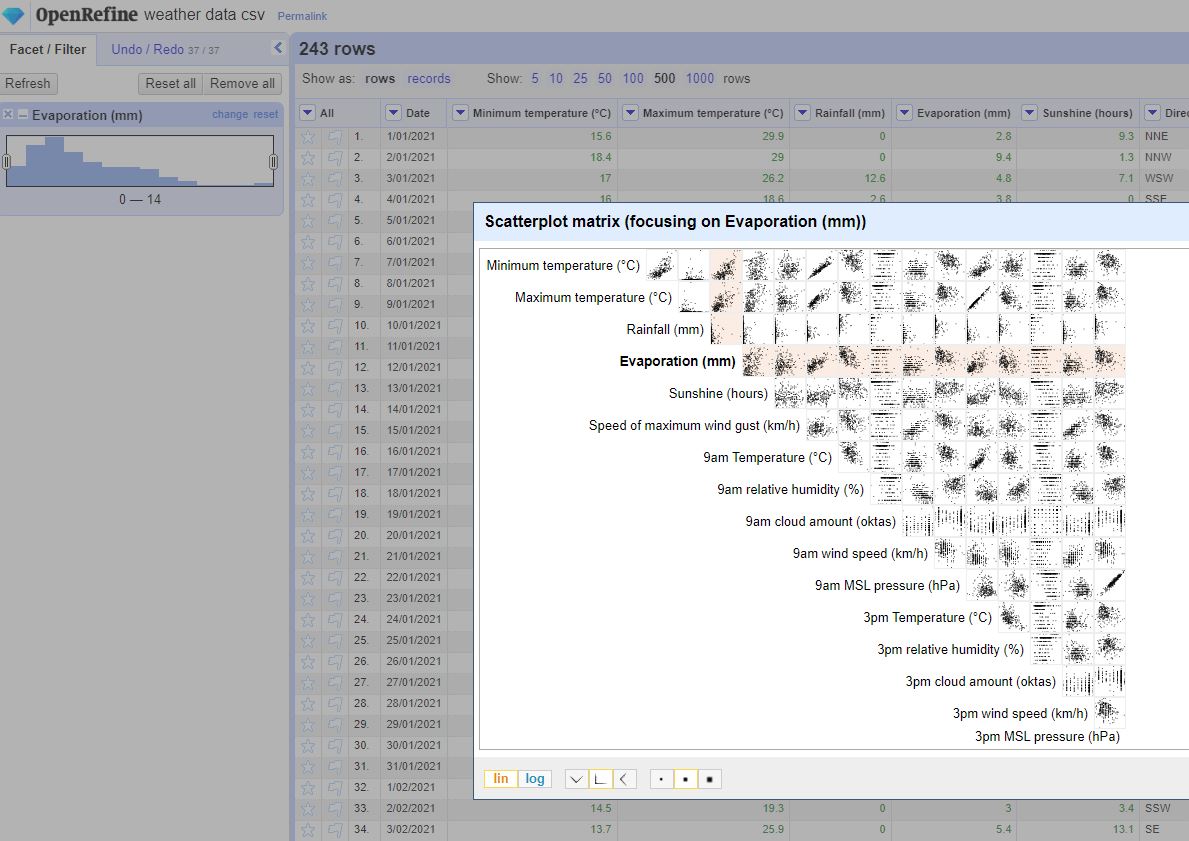 OpenRefine weather data csv Permalink
Facet / Filter Undo / Redo 37 / 37
Refresh Reset all Remove all
Evaporation (mm) change reset
0 — 14
243 rows
Show as: rows records Show: 5 10 25 50 100 500 1000 rows
All Date Minimum temperature (°C) Maximum temperature (°C) Rainfall (mm) Evaporation (mm) Sunshine (hours) Direc
1. 1/01/2021 15.6 29.9 0 2.8 9.3 NNE
2. 2/01/2021 18.4 29 0 9.4 1.3 NNW
3. 3/01/2021 17 26.2 12.6 4.8 7.1 WSW
4. 4/01/2021 16 18.6 2.6 3.8 0 SSE
5. 5/01/2021
6. 6/01/2021
7. 7/01/2021
8. 8/01/2021
9. 9/01/2021
10. 10/01/2021
11. 11/01/2021
12. 12/01/2021
13. 13/01/2021
14. 14/01/2021
15. 15/01/2021
16. 16/01/2021
17. 17/01/2021
18. 18/01/2021
19. 19/01/2021
20. 20/01/2021
21. 21/01/2021
22. 22/01/2021
23. 23/01/2021
24. 24/01/2021
25. 25/01/2021
26. 26/01/2021
27. 27/01/2021
28. 28/01/2021
29. 29/01/2021
30. 30/01/2021
31. 31/01/2021
32. 1/02/2021
33. 2/02/2021 14.5 19.3 0 3 3.4 SSW
34. 3/02/2021 13.7 25.9 0 5.4 13.1 SE
Scatterplot matrix (focusing on Evaporation (mm))
Minimum temperature (°C)
Maximum temperature (°C)
Rainfall (mm)
Evaporation (mm)
Sunshine (hours)
Speed of maximum wind gust (km/h)
9am Temperature (°C)
9am relative humidity (%)
9am cloud amount (oktas)
9am wind speed (km/h)
9am MSL pressure (hPa)
3pm Temperature (°C)
3pm relative humidity (%)
3pm cloud amount (oktas)
3pm wind speed (km/h)
3pm MSL pressure (hPa)
lin log